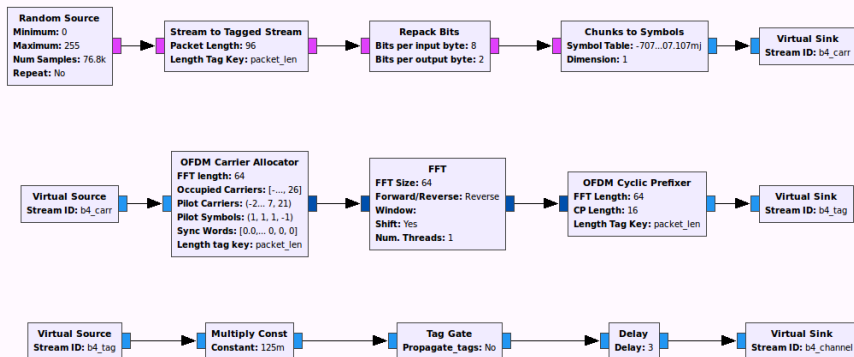 Random Source
Minimum: 0
Maximum: 255
Num Samples: 76.8k
Repeat: No
Stream to Tagged Stream
Packet Length: 96
Length Tag Key: packet_len
Repack Bits
Bits per input byte: 8
Bits per output byte: 2
Chunks to Symbols
Symbol Table: -707...07.107mj
Dimension: 1
Virtual Sink
Stream ID: b4_carr
Virtual Source
Stream ID: b4_carr
OFDM Carrier Allocator
FFT length: 64
Occupied Carriers: [-..., 26]
Pilot Carriers: (-2... 7, 21)
Pilot Symbols: (1, 1, 1, -1)
Sync Words: [0.0,... 0, 0, 0]
Length tag key: packet_len
FFT
FFT Size: 64
Forward/Reverse: Reverse
Window:
Shift: Yes
Num. Threads: 1
OFDM Cyclic Prefixer
FFT Length: 64
CP Length: 16
Length Tag Key: packet_len
Virtual Sink
Stream ID: b4_tag
Virtual Source
Stream ID: b4_tag
Multiply Const
Constant: 125m
Tag Gate
Propagate_tags: No
Delay
Delay: 3
Virtual Sink
Stream ID: b4_channel